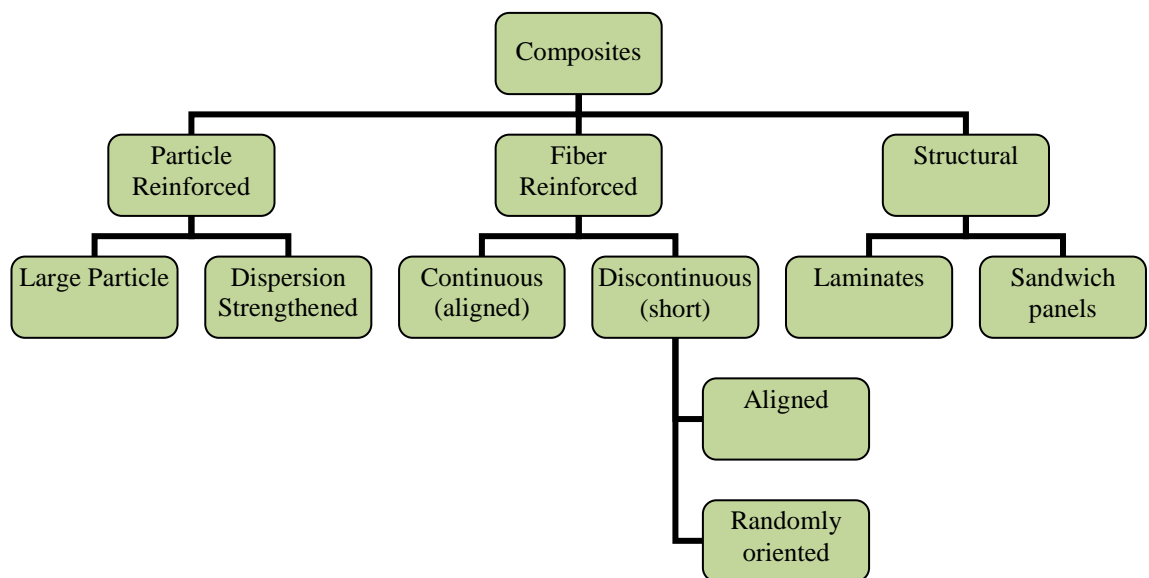 Composites
Particle
Reinforced
Fiber
Reinforced
Structural
Large Particle
Dispersion
Strengthened
Continuous
(aligned)
Discontinuous
(short)
Laminates
Sandwich
panels
Aligned
Randomly
oriented